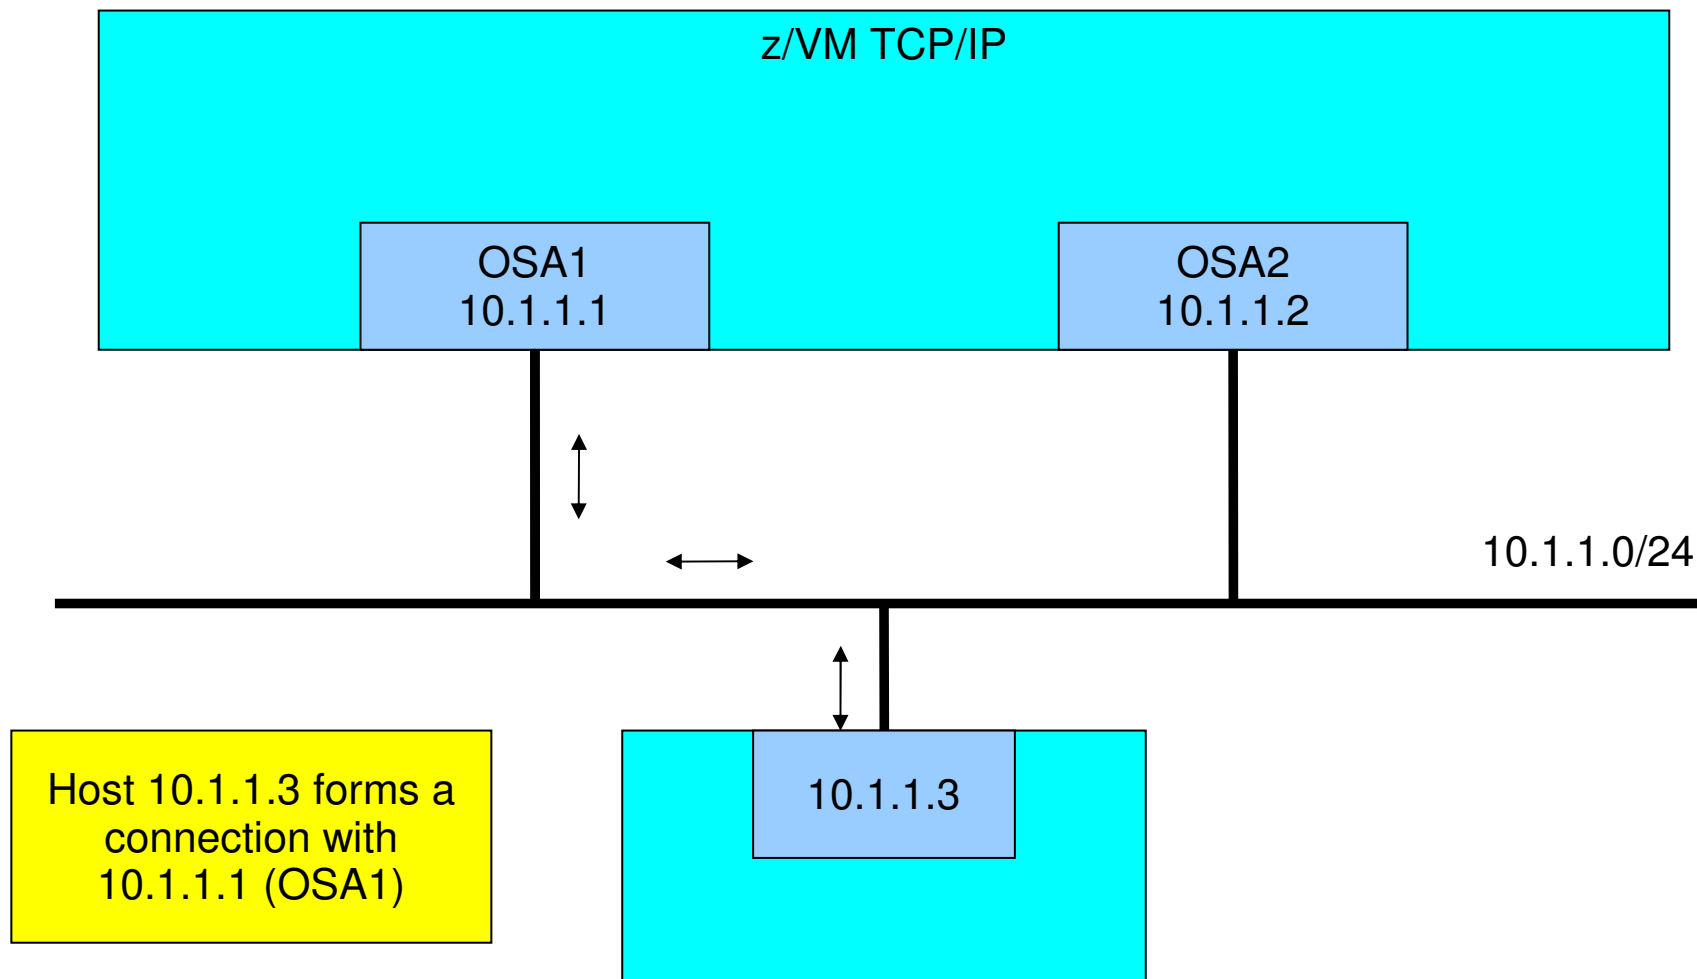 z/VM TCP/IP
OSA1
10.1.1.1
OSA2
10.1.1.2
10.1.1.0/24
Host 10.1.1.3 forms a
connection with
10.1.1.1 (OSA1)
10.1.1.3